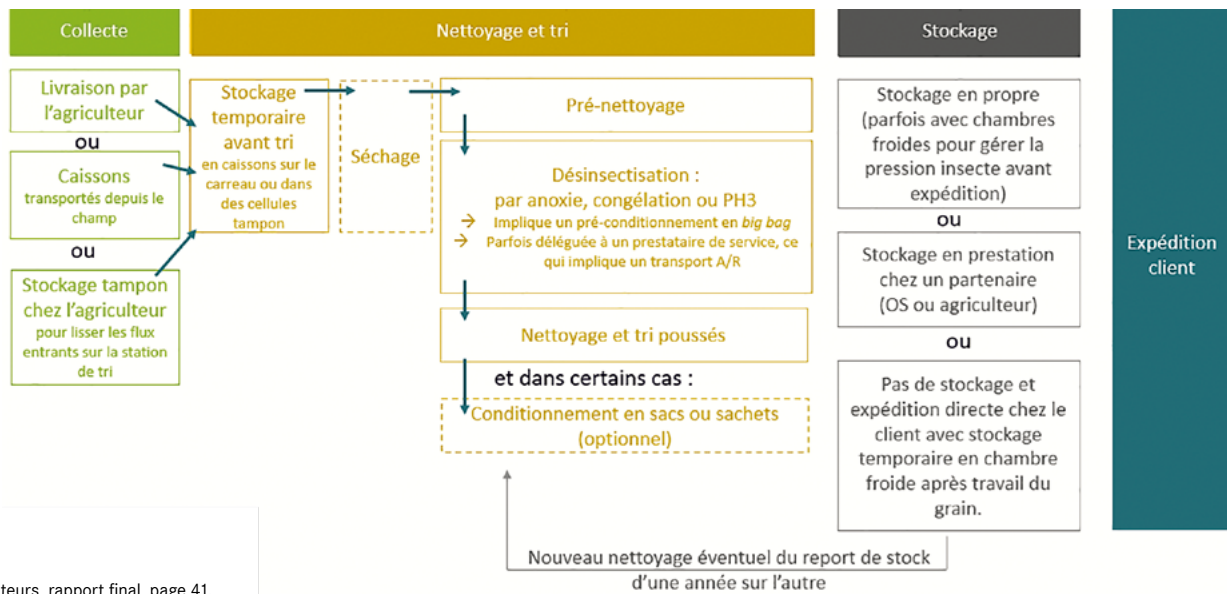 Collecte
Nettoyage et tri
Stockage
Livraison par
l'agriculteur
ou
Caissons
transportés depuis le
champ
ou
Stockage tampon
chez l'agriculteur
pour lisser les flux
entrants sur la station
de tri
Stockage
temporaire
avant tri
en caissons sur le
carreau ou dans
des cellules
tampon
Séchage
Pré-nettoyage
Désinsectisation :
par anoxie, congélation ou PH3
→ Implique un pré-conditionnement en big bag
→ Parfois déléguée à un prestataire de service, ce
qui implique un transport A/R
Nettoyage et tri poussés
et dans certains cas :
Conditionnement en sacs ou sachets
(optionnel)
Stockage en propre
(parfois avec chambres
froides pour gérer la
pression insecte avant
expédition)
ou
Stockage en prestation
chez un partenaire
(OS ou agriculteur)
ou
Pas de stockage et
expédition directe chez le
client avec stockage
temporaire en chambre
froide après travail du
grain.
Expédition
client
Nouveau nettoyage éventuel du report de stock
d'une année sur l'autre
rapport final, page 41